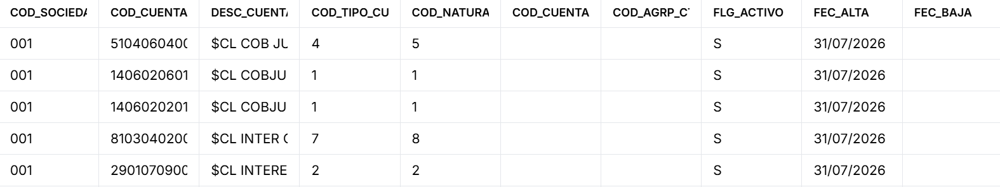 COD_SOCIEDA COD_CUENTA DESC_CUENTA COD_TIPO_CU COD_NATURA COD_CUENTA COD_AGRP_C FLG_ACTIVO FEC_ALTA FEC_BAJA
001 5104060400 $CL COB JU 4 5 S 31/07/2026
001 1406020601 $CL COBJU 1 1 S 31/07/2026
001 1406020201 $CL COBJU 1 1 S 31/07/2026
001 8103040200 $CL INTER 7 8 S 31/07/2026
001 2901070900 $CL INTERE 2 2 S 31/07/2026